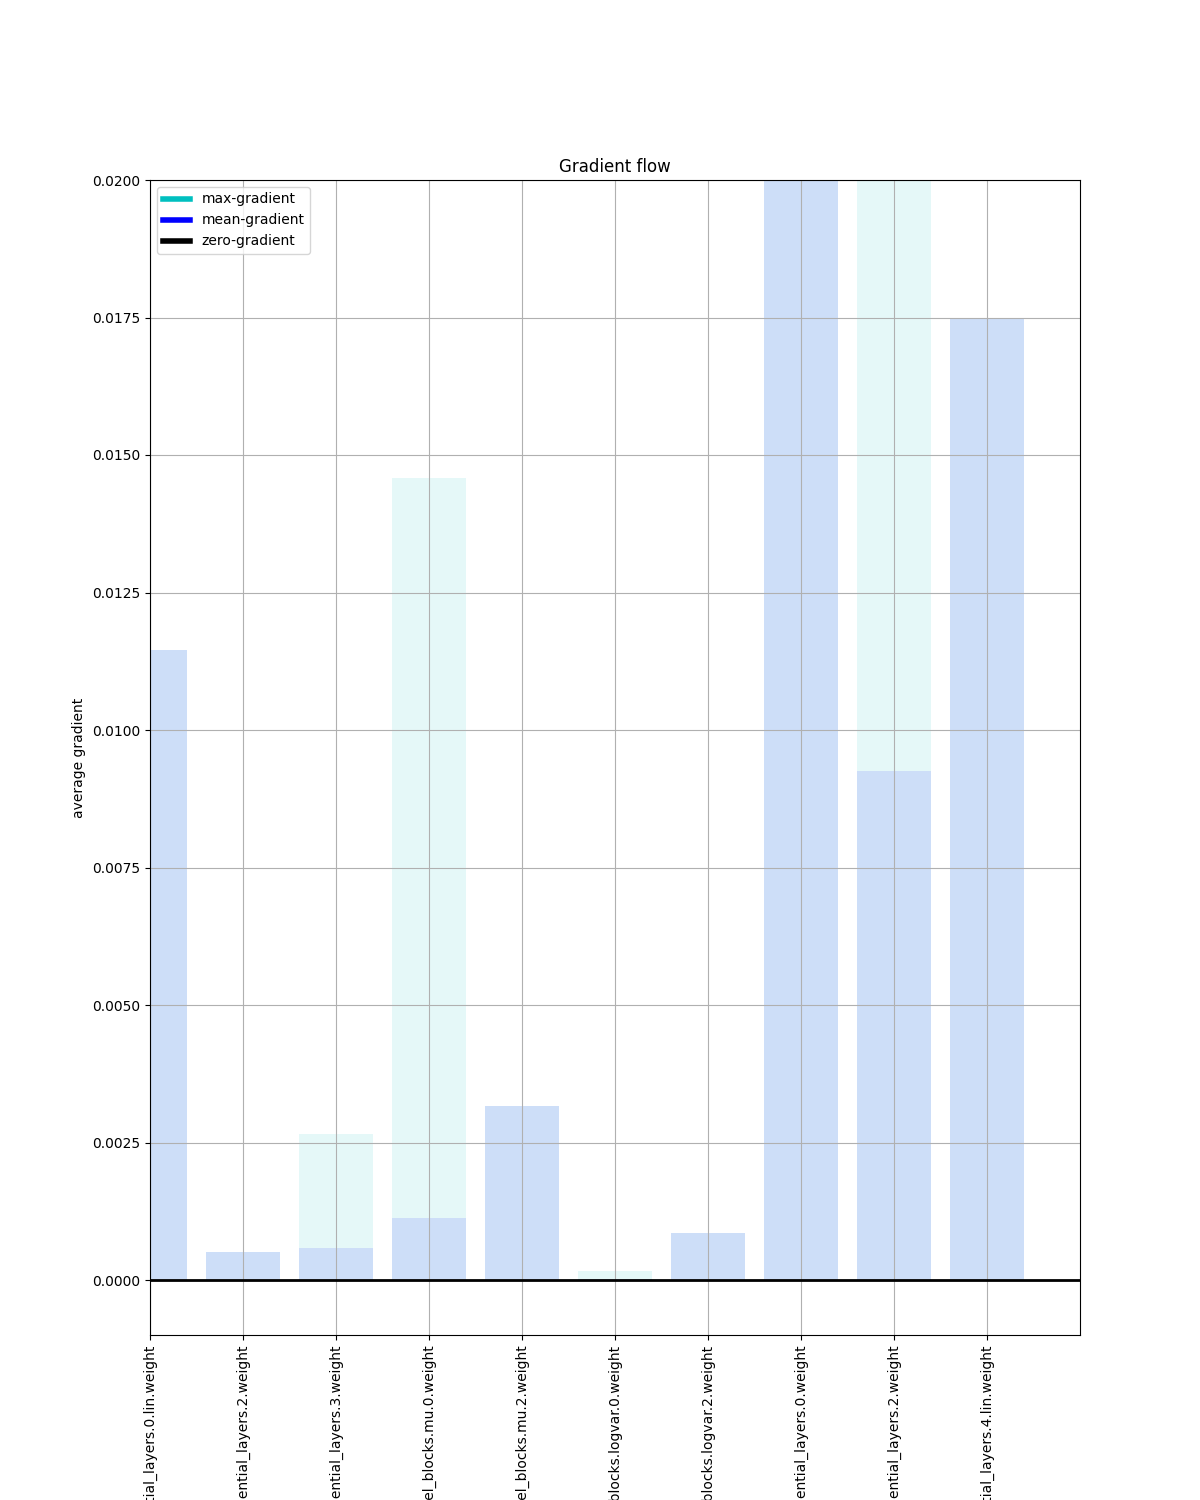 Gradient flow
max-gradient
mean-gradient
zero-gradient
0.0200
0.0175
0.0150
0.0125
0.0100
0.0075
0.0050
0.0025
0.0000
average gradient
tial_layers.0.lin.weight
ential_layers.2.weight
ential_layers.3.weight
el_blocks.mu.0.weight
el_blocks.mu.2.weight
blocks.logvar.0.weight
blocks.logvar.2.weight
ential_layers.0.weight
ential_layers.2.weight
tial_layers.4.lin.weight